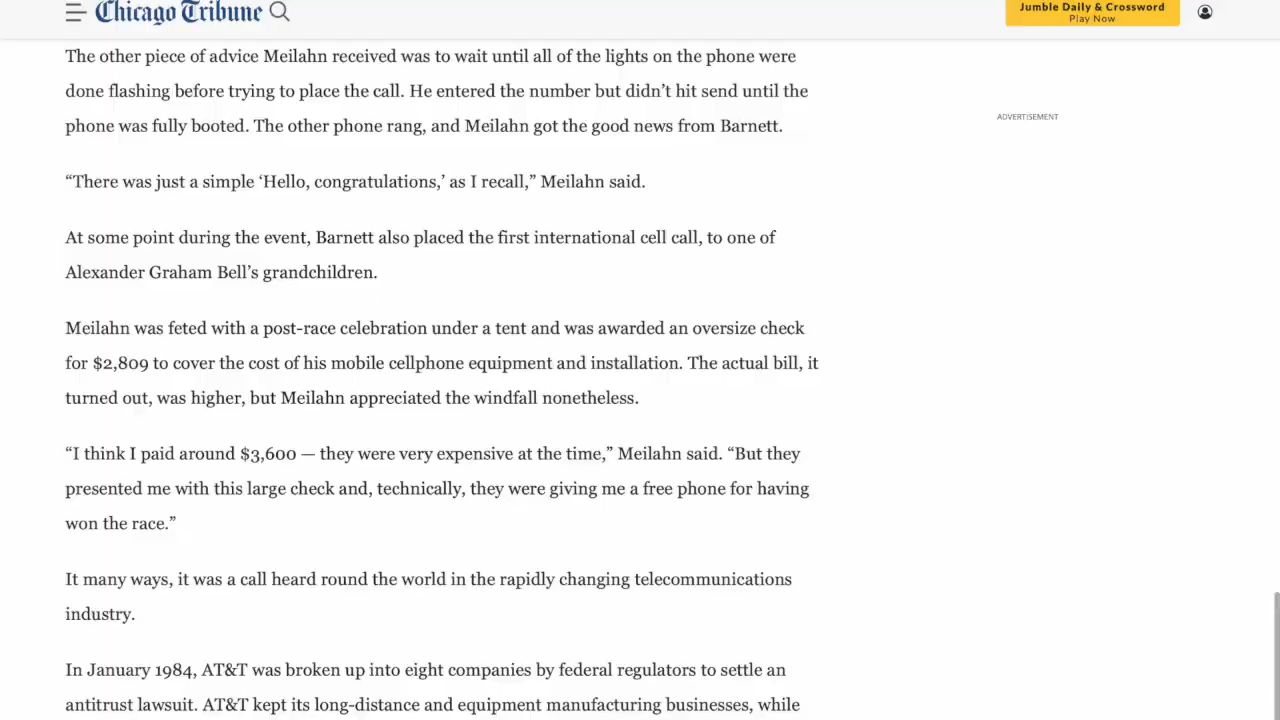 Chicago Tribune
Jumble Daily & Crossword
Play Now
The other piece of advice Meilahn received was to wait until all of the lights on the phone were
done flashing before trying to place the call. He entered the number but didn’t hit send until the
phone was fully booted. The other phone rang, and Meilahn got the good news from Barnett.
ADVERTISEMENT
“There was just a simple ‘Hello, congratulations,’ as I recall,” Meilahn said.
At some point during the event, Barnett also placed the first international cell call, to one of
Alexander Graham Bell’s grandchildren.
Meilahn was feted with a post-race celebration under a tent and was awarded an oversize check
for $2,809 to cover the cost of his mobile cellphone equipment and installation. The actual bill, it
turned out, was higher, but Meilahn appreciated the windfall nonetheless.
“I think I paid around $3,600 — they were very expensive at the time,” Meilahn said. “But they
presented me with this large check and, technically, they were giving me a free phone for having
won the race.”
It many ways, it was a call heard round the world in the rapidly changing telecommunications
industry.
In January 1984, AT&T was broken up into eight companies by federal regulators to settle an
antitrust lawsuit. AT&T kept its long-distance and equipment manufacturing businesses, while